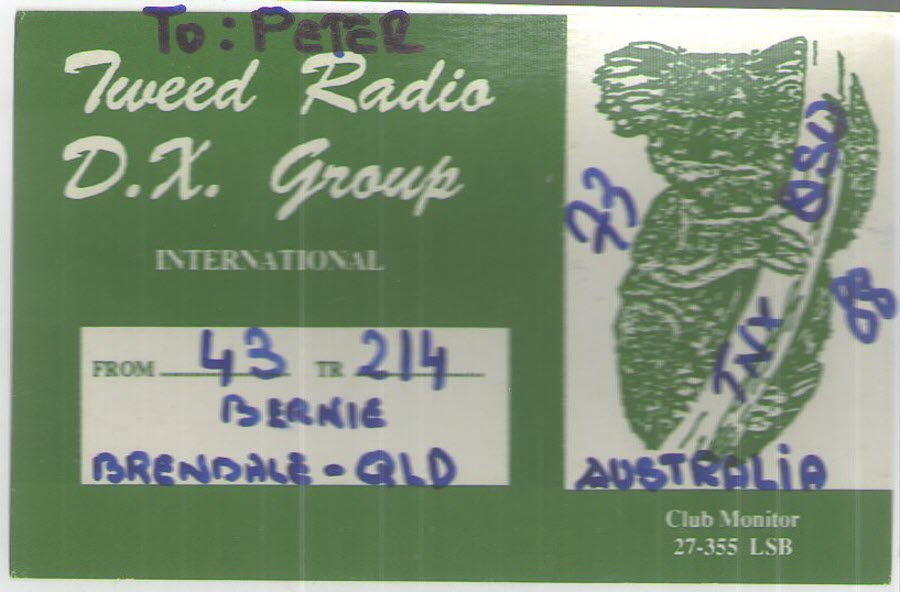 To: PETER
Tweed Radio
D.X. Group
INTERNATIONAL
FROM 43 TR 214
BERNIE
BRENDALE - QLD
73
QSO
TNX
88
AUSTRALiA
Club Monitor
27-355 LSB